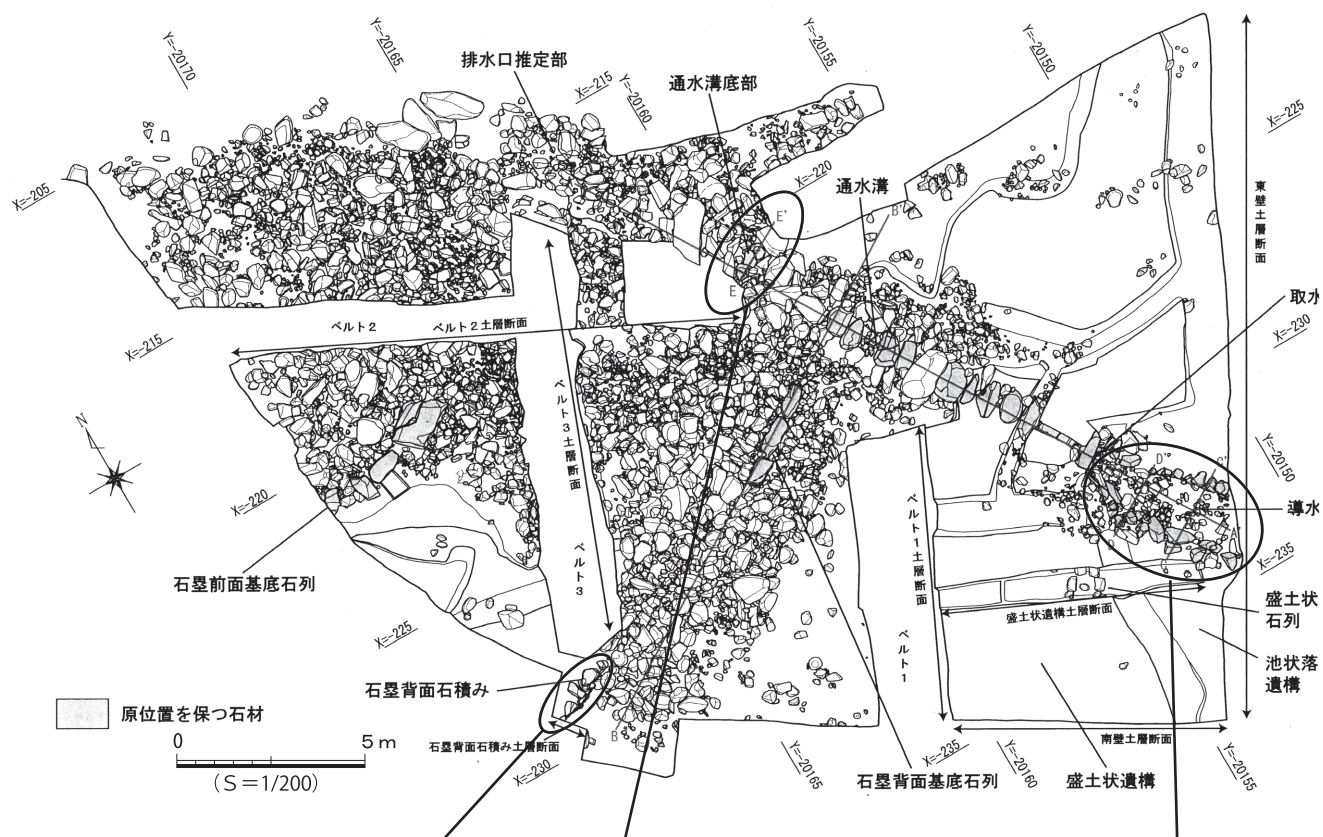 Y=-20170
Y=-20165
排水口推定部
X=-215
Y=-20160
通水溝底部
Y=-20155
Y=-20150
X=-225
X=-205
X=-220
通水溝
E'
B'
E
東壁土層断面
取水
X=-230
ベルト2
ベルト2土層断面
X=-215
ベルト3土層断面
N
Y=-20150
D'
C'
X=-220
ベルト1土層断面
導水
A'
X=-235
石塁前面基底石列
ベルト3
盛土状
石列
盛土状遺構土層断面
X=-225
ベルト1
池状落
遺構
石塁背面石積み
原位置を保つ石材
B
石塁背面石積み土層断面
南壁土層断面
0
5m
(S=1/200)
X=-230
Y=-20165
石塁背面基底石列
X=-235
Y=-20160
盛土状遺構
Y=-20155